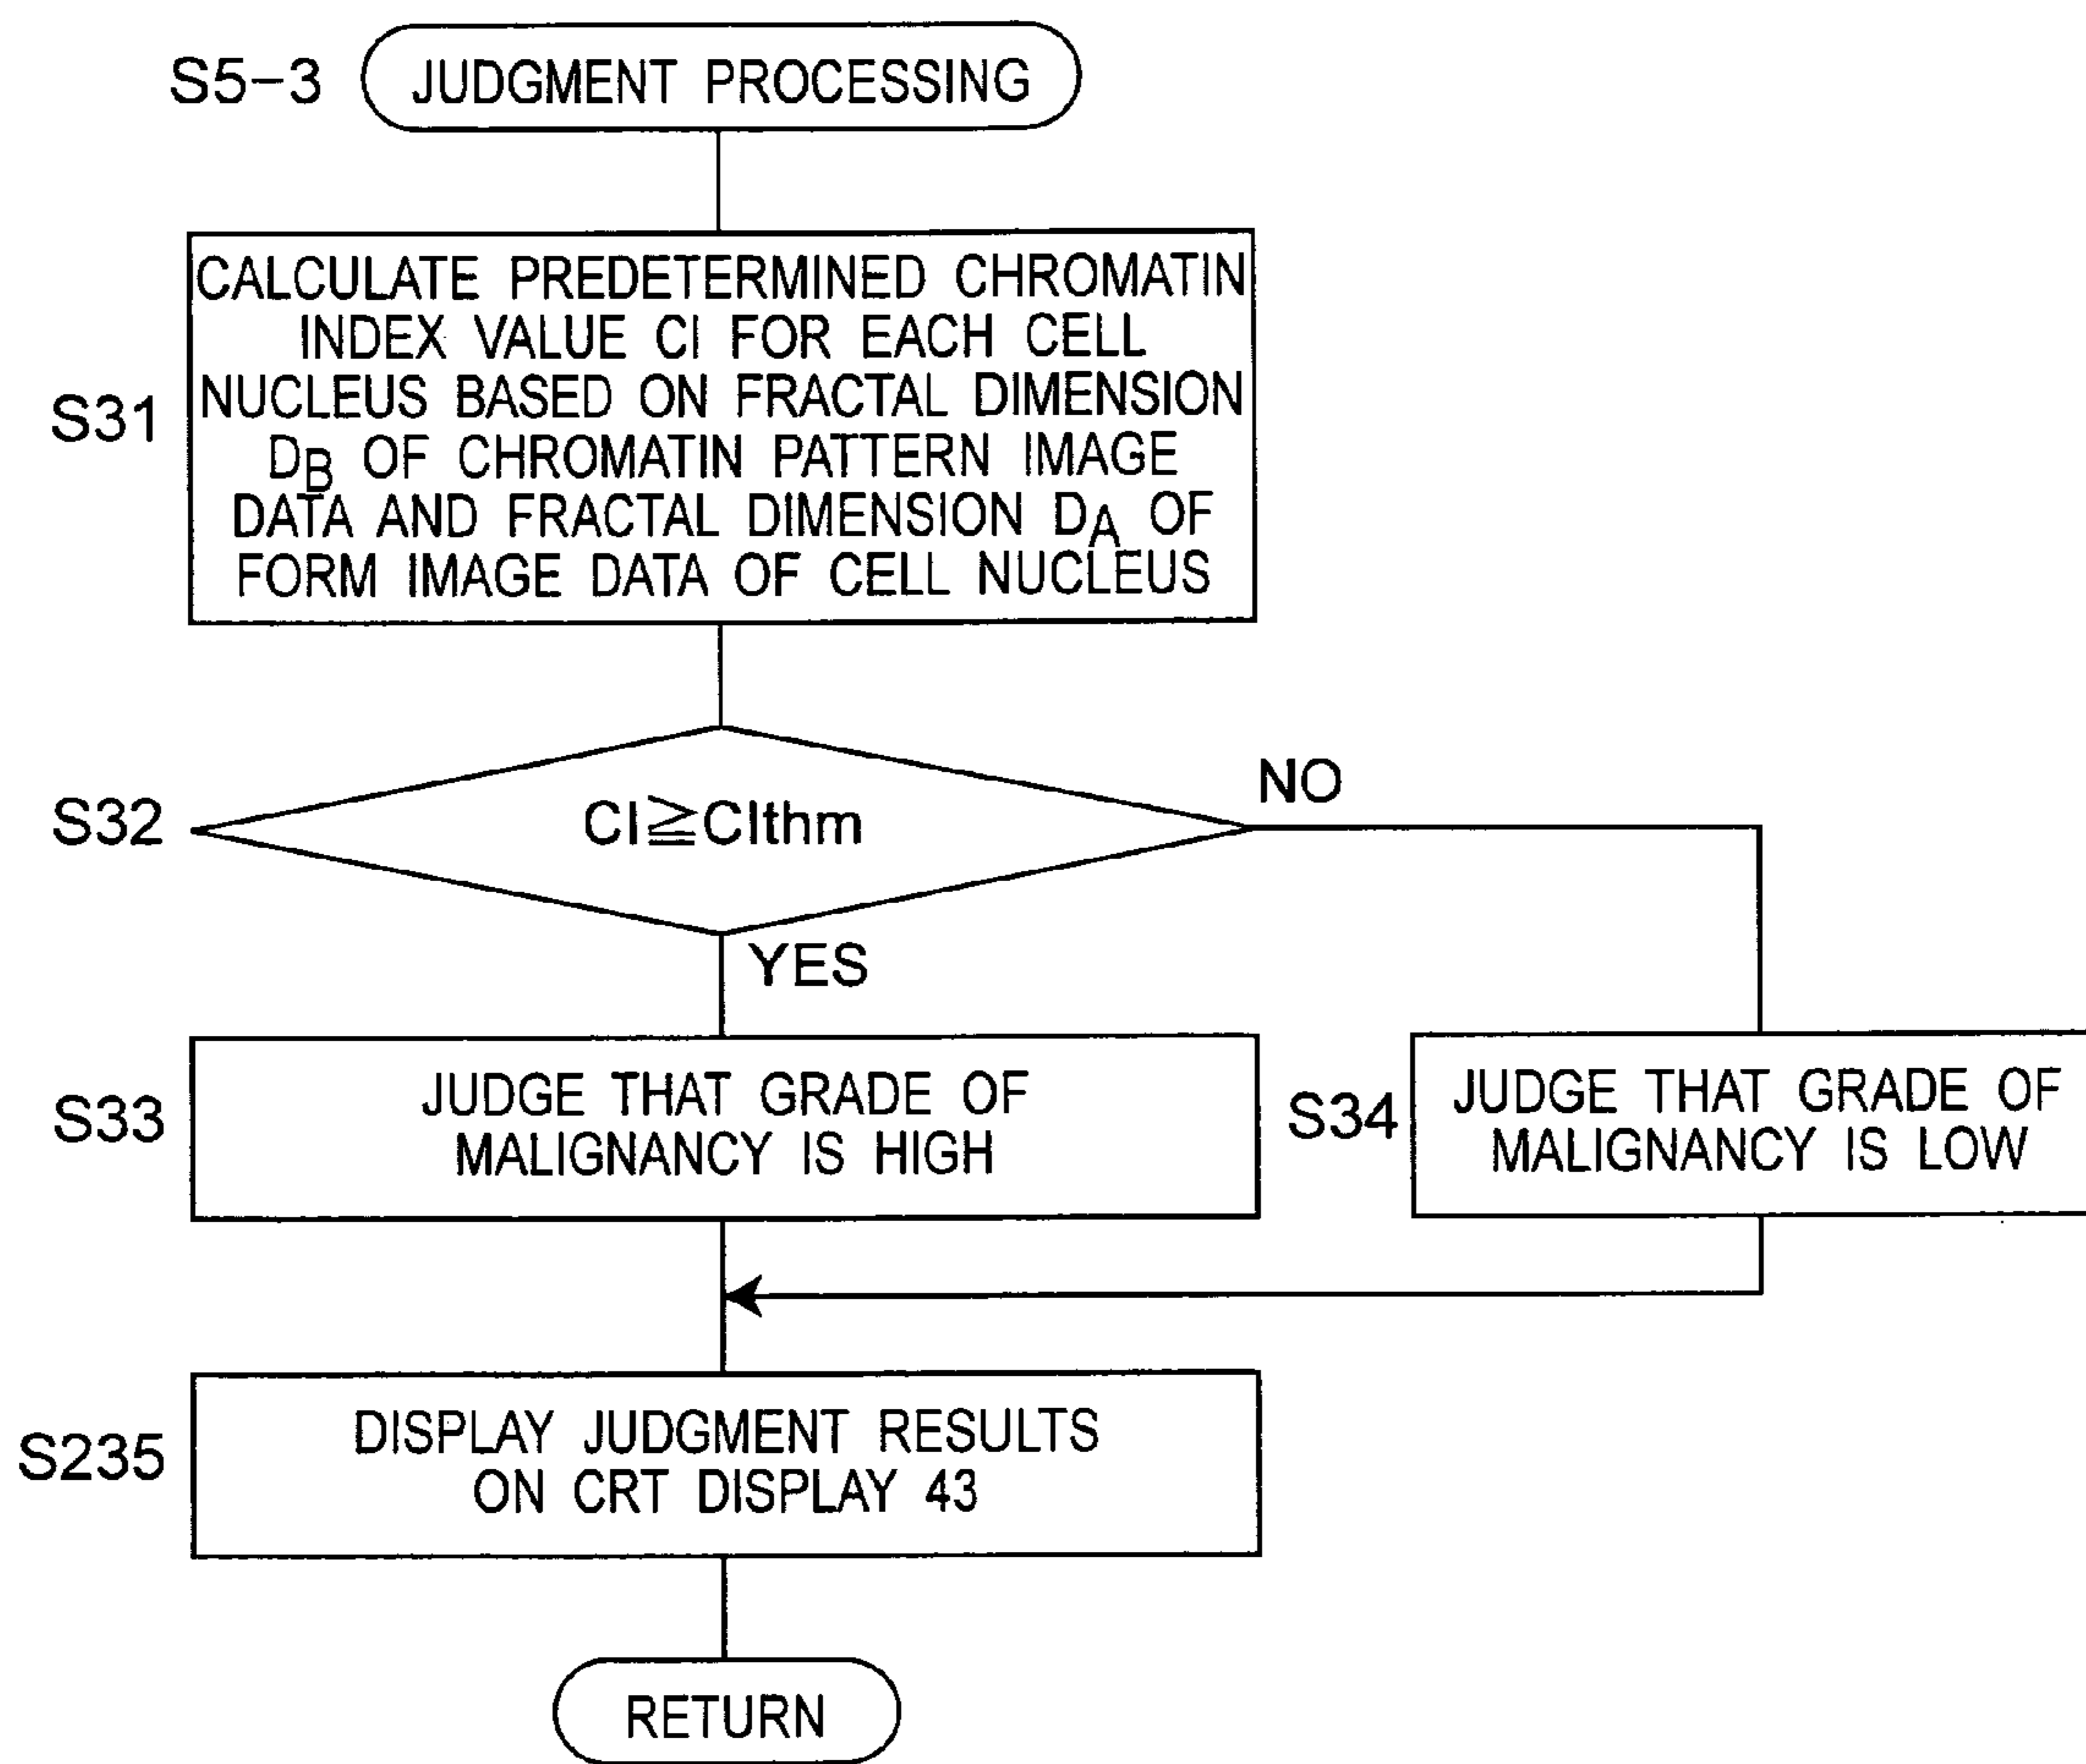 S5-3 JUDGMENT PROCESSING
S31
CALCULATE PREDETERMINED CHROMATIN
INDEX VALUE CI FOR EACH CELL
NUCLEUS BASED ON FRACTAL DIMENSION
DB OF CHROMATIN PATTERN IMAGE
DATA AND FRACTAL DIMENSION DA OF
FORM IMAGE DATA OF CELL NUCLEUS
S32
CI≧CIthm
NO
YES
S33
JUDGE THAT GRADE OF
MALIGNANCY IS HIGH
S34
JUDGE THAT GRADE OF
MALIGNANCY IS LOW
S235
DISPLAY JUDGMENT RESULTS
ON CRT DISPLAY 43
RETURN